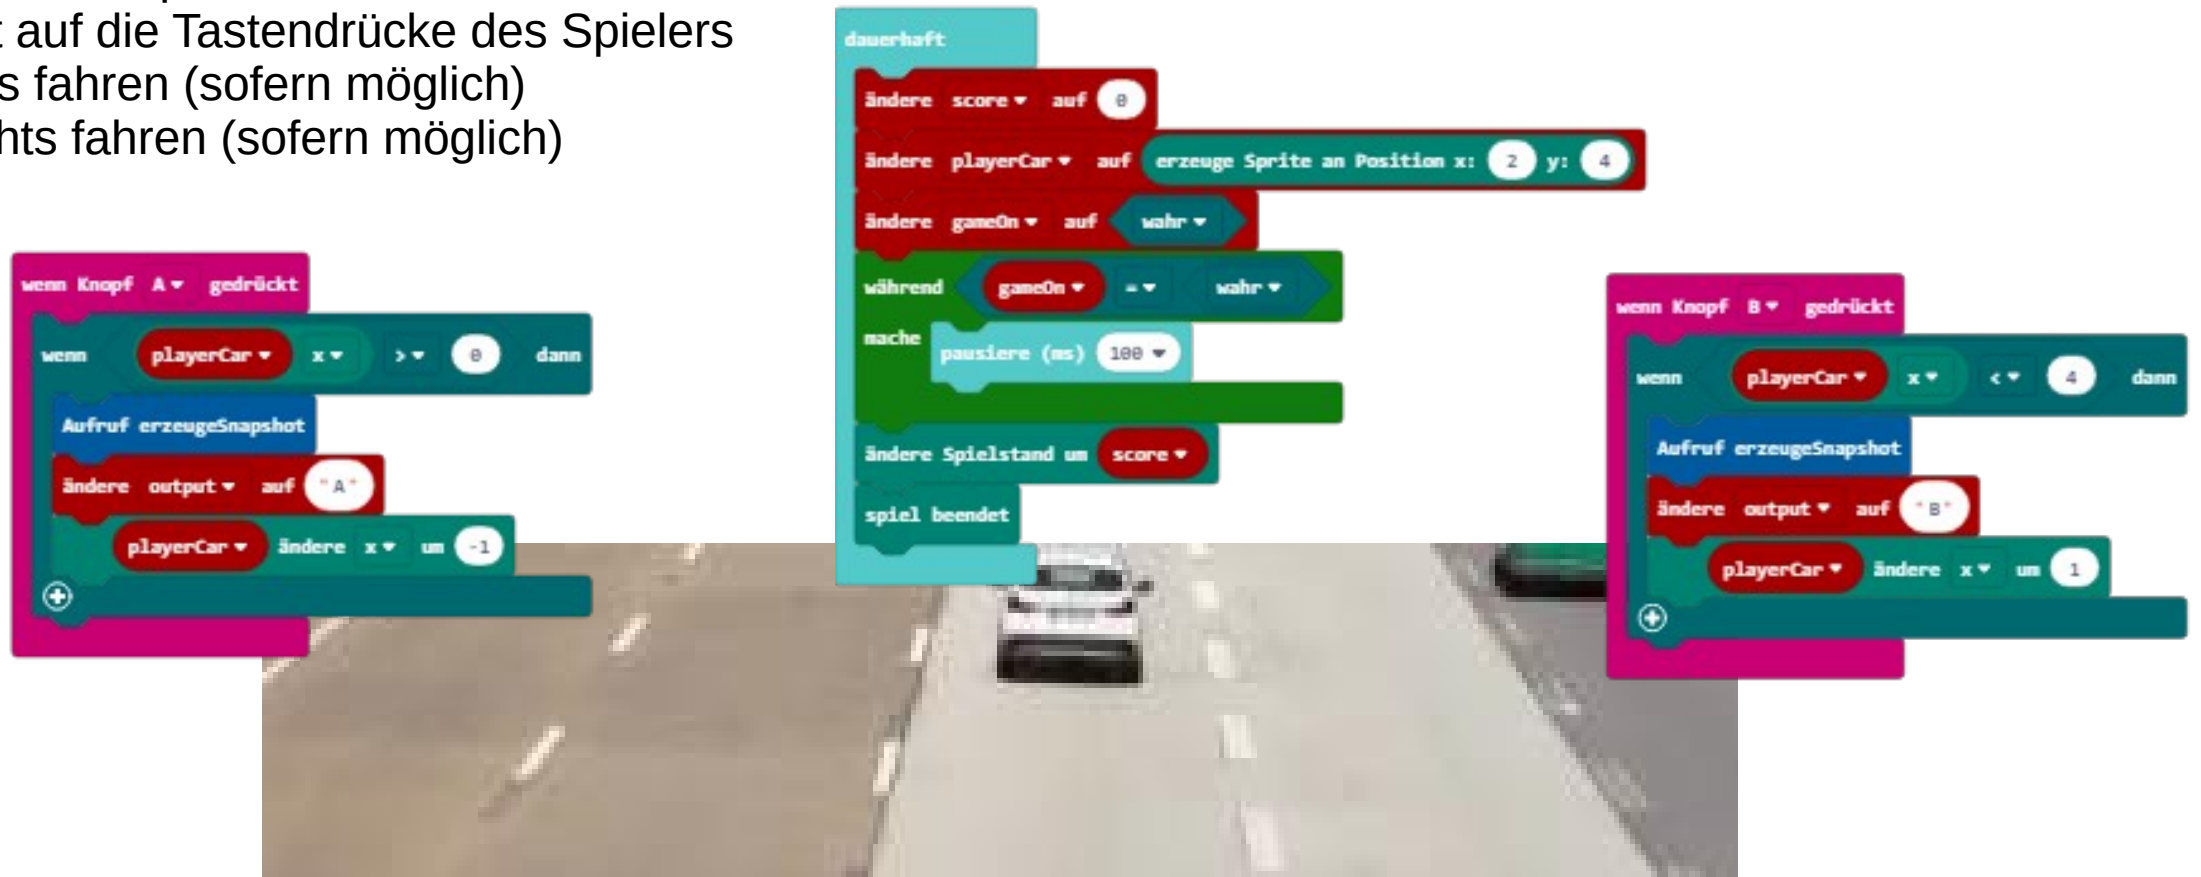 t auf die Tastendrücke des Spielers
s fahren (sofern möglich)
hts fahren (sofern möglich)
wenn Knopf A gedrückt
wenn playerCar x > 0 dann
Aufruf erzeugeSnapshot
ändere output auf "A"
playerCar ändere x um -1
dauerhaft
ändere score auf 0
ändere playerCar auf erzeuge Sprite an Position x: 2 y: 4
ändere gameOn auf wahr
während gameOn = wahr
mache
pausiere (ms) 100
ändere Spielstand um score
spiel beendet
wenn Knopf B gedrückt
wenn playerCar x < 4 dann
Aufruf erzeugeSnapshot
ändere output auf "B"
playerCar ändere x um 1